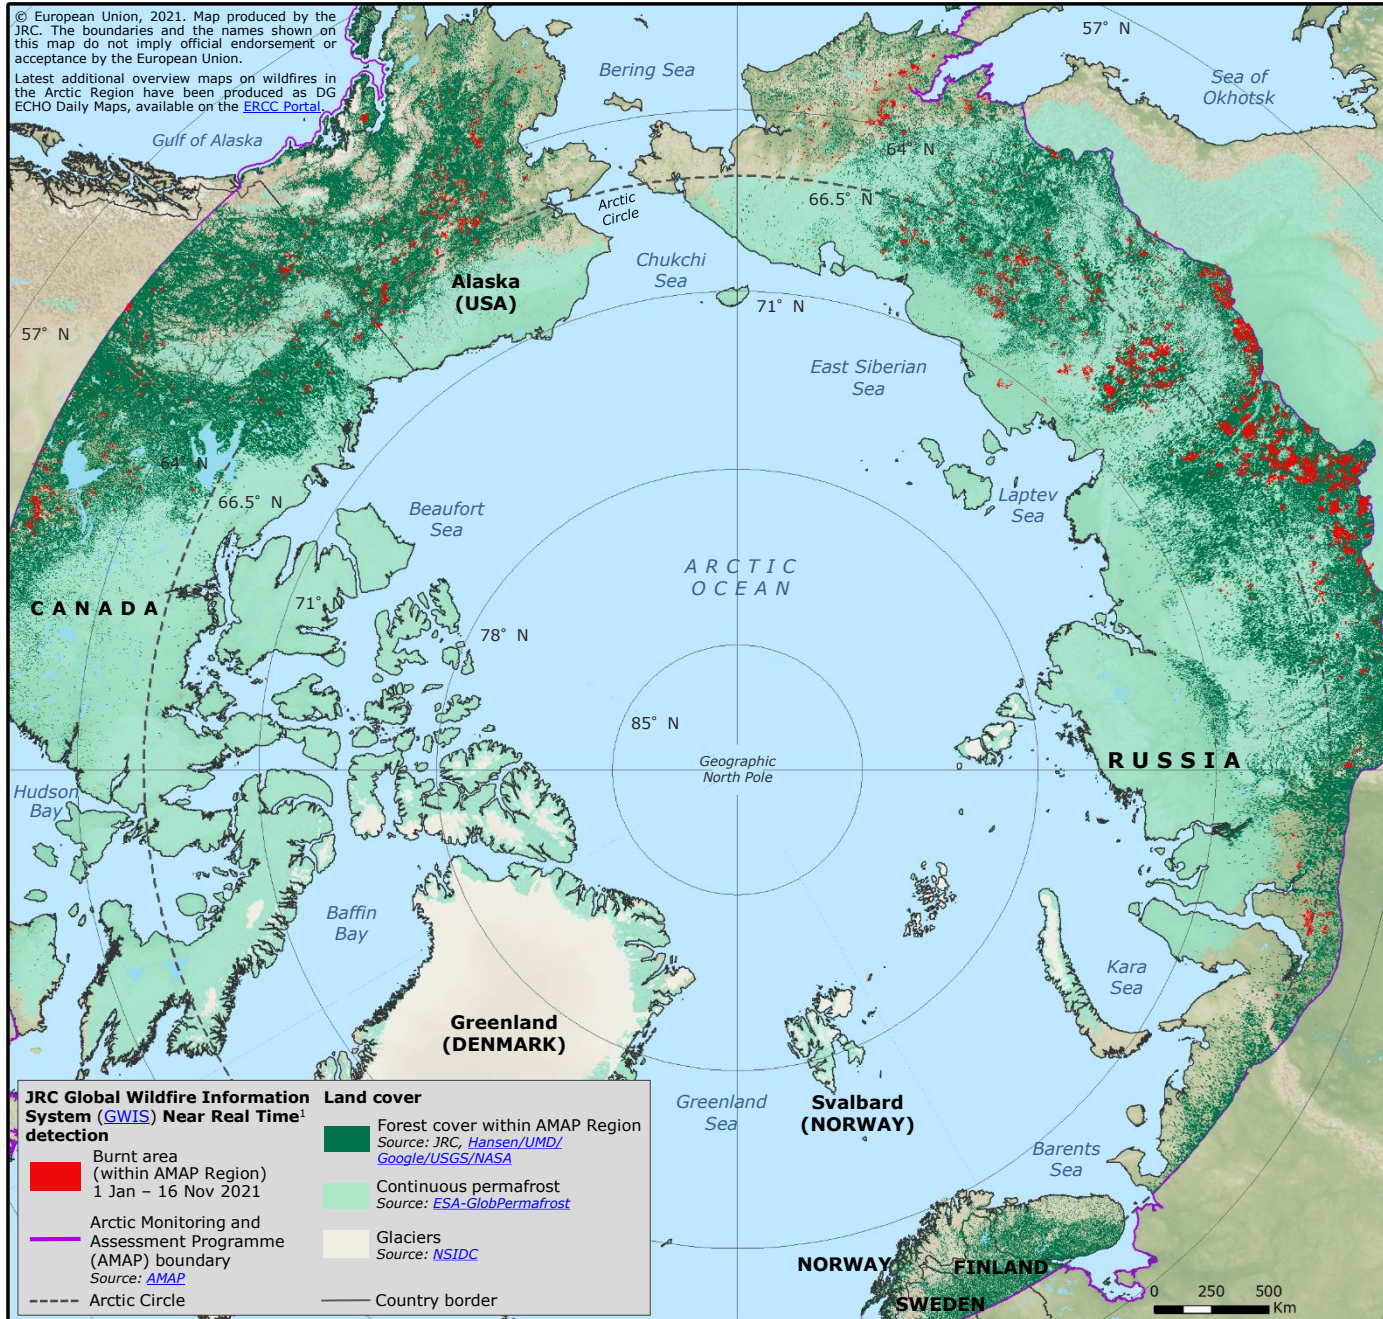 © European Union, 2021. Map produced by the
JRC. The boundaries and the names shown on
this map do not imply official endorsement or
acceptance by the European Union.
Latest additional overview maps on wildfires in
the Arctic Region have been produced as DG
ECHO Daily Maps, available on the ERCC Portal.
57° N
Bering Sea
Sea of
Okhotsk
Gulf of Alaska
64° N
66.5° N
Arctic
Circle
Chukchi
Sea
Alaska
(USA)
71° N
57° N
East Siberian
Sea
64° N
66.5° N
Beaufort
Sea
Laptev
Sea
ARCTIC
OCEAN
CANADA
71° N
78° N
85° N
Geographic
North Pole
RUSSIA
Hudson
Bay
Baffin
Bay
Kara
Sea
Greenland
(DENMARK)
Greenland
Sea
Svalbard
(NORWAY)
Barents
Sea
NORWAY
FINLAND
SWEDEN
0 250 500
Km
JRC Global Wildfire Information
System (GWIS) Near Real Time¹
detection
Burnt area
(within AMAP Region)
1 Jan – 16 Nov 2021
Arctic Monitoring and
Assessment Programme
(AMAP) boundary
Source: AMAP
Arctic Circle
Land cover
Forest cover within AMAP Region
Source: JRC, Hansen/UMD/
Google/USGS/NASA
Continuous permafrost
Source: ESA-GlobPermafrost
Glaciers
Source: NSIDC
Country border